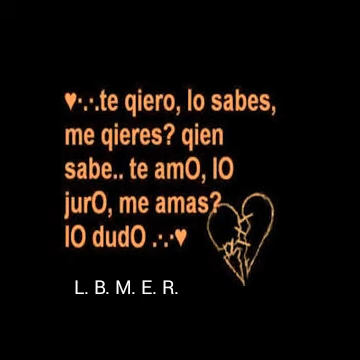 ♥·.·.te qiero, lo sabes,
me qieres? qien
sabe.. te amO, lO
jurO, me amas?
lO dudO .·.·♥
L. B. M. E. R.